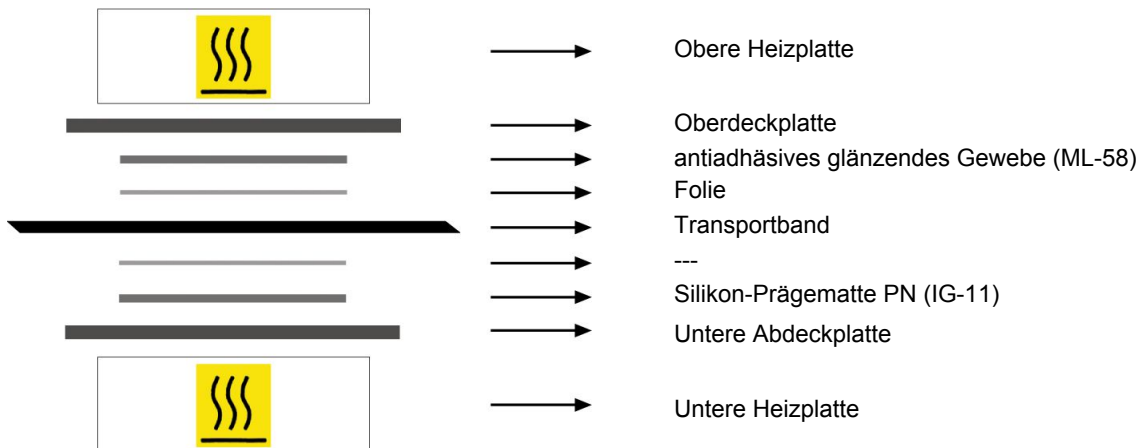 Obere Heizplatte
Oberdeckplatte
antiadhäsives glänzendes Gewebe (ML-58)
Folie
Transportband
---
Silikon-Prägematte PN (IG-11)
Untere Abdeckplatte
Untere Heizplatte